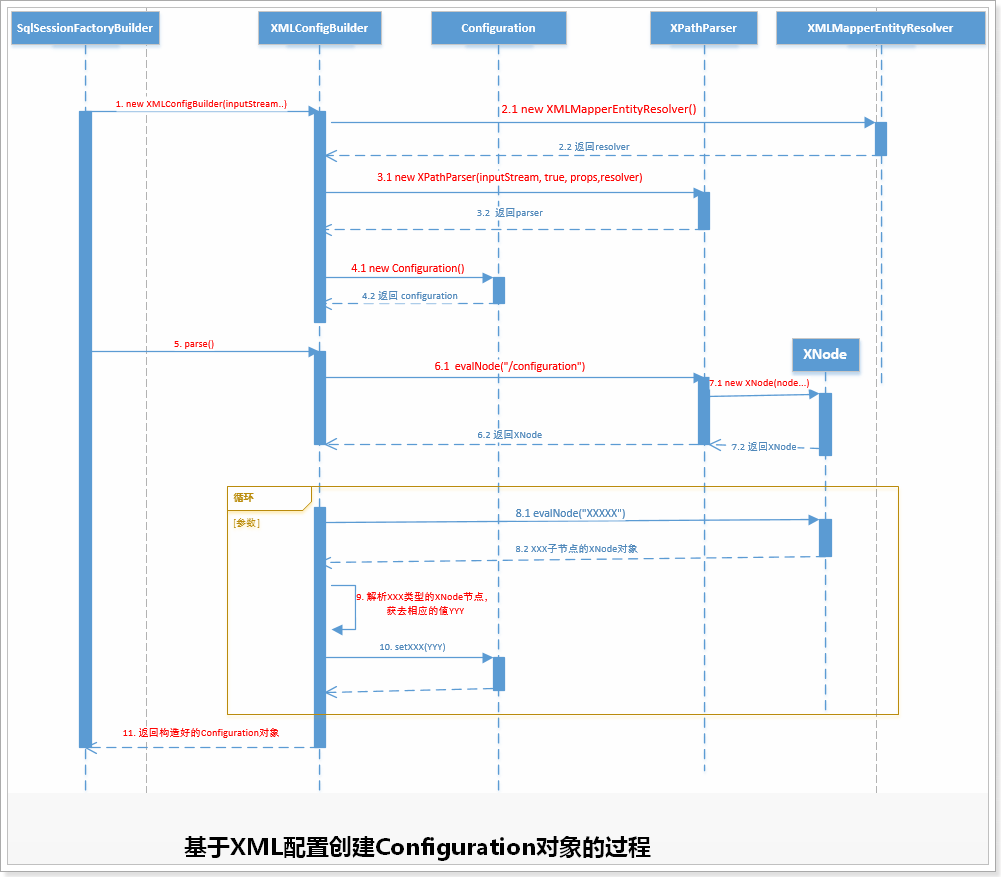 SqlSessionFactoryBuilder
XMLConfigBuilder
Configuration
XPathParser
XMLMapperEntityResolver
1. new XMLConfigBuilder(inputStream..)
2.1 new XMLMapperEntityResolver()
2.2 返回resolver
3.1 new XPathParser(inputStream, true, props,resolver)
3.2 返回parser
4.1 new Configuration()
4.2 返回 configuration
5. parse()
XNode
6.1 evalNode("/configuration")
7.1 new XNode(node...)
6.2 返回XNode
7.2 返回XNode
循环
[参数]
8.1 evalNode("XXXXX")
8.2 XXX子节点的XNode对象
9. 解析XXX类型的XNode节点，
获去相应的值YYY
10. setXXX(YYY)
11. 返回构造好的Configuration对象
基于XML配置创建Configuration对象的过程